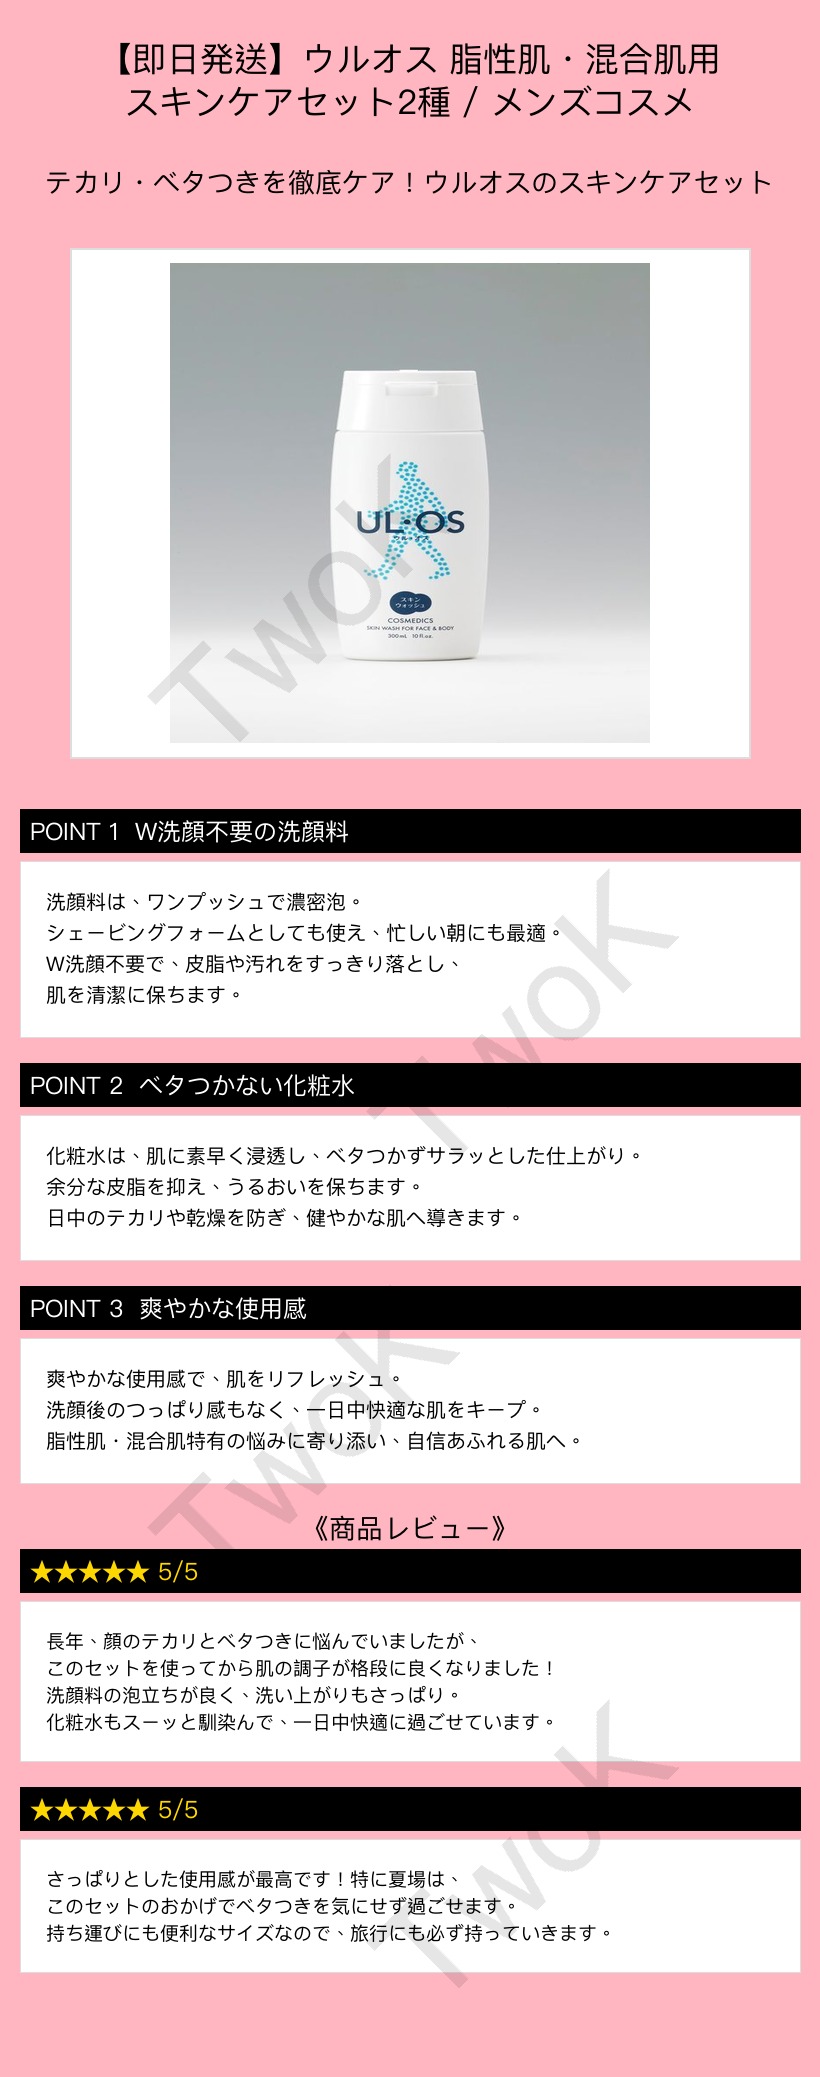 【即日発送】ウルオス 脂性肌・混合肌用
スキンケアセット2種 / メンズコスメ
テカリ・ベタつきを徹底ケア！ウルオスのスキンケアセット
UL·OS
ウル・オス
スキン
ウォッシュ
COSMEDICS
SKIN WASH FOR FACE & BODY
300mL 10fl.oz.
TwoK
POINT 1 W洗顔不要の洗顔料
洗顔料は、ワンプッシュで濃密泡。
シェービングフォームとしても使え、忙しい朝にも最適。
W洗顔不要で、皮脂や汚れをすっきり落とし、
肌を清潔に保ちます。
TwoK
POINT 2 ベタつかない化粧水
化粧水は、肌に素早く浸透し、ベタつかずサラッとした仕上がり。
余分な皮脂を抑え、うるおいを保ちます。
日中のテカリや乾燥を防ぎ、健やかな肌へ導きます。
POINT 3 爽やかな使用感
爽やかな使用感で、肌をリフレッシュ。
洗顔後のつっぱり感もなく、一日中快適な肌をキープ。
脂性肌・混合肌特有の悩みに寄り添い、自信あふれる肌へ。
TwoK
《商品レビュー》
★★★★★ 5/5
長年、顔のテカリとベタつきに悩んでいましたが、
このセットを使ってから肌の調子が格段に良くなりました！
洗顔料の泡立ちが良く、洗い上がりもさっぱり。
化粧水もスーッと馴染んで、一日中快適に過ごせています。
★★★★★ 5/5
さっぱりとした使用感が最高です！特に夏場は、
このセットのおかげでベタつきを気にせず過ごせます。
持ち運びにも便利なサイズなので、旅行にも必ず持っていきます。
TwoK